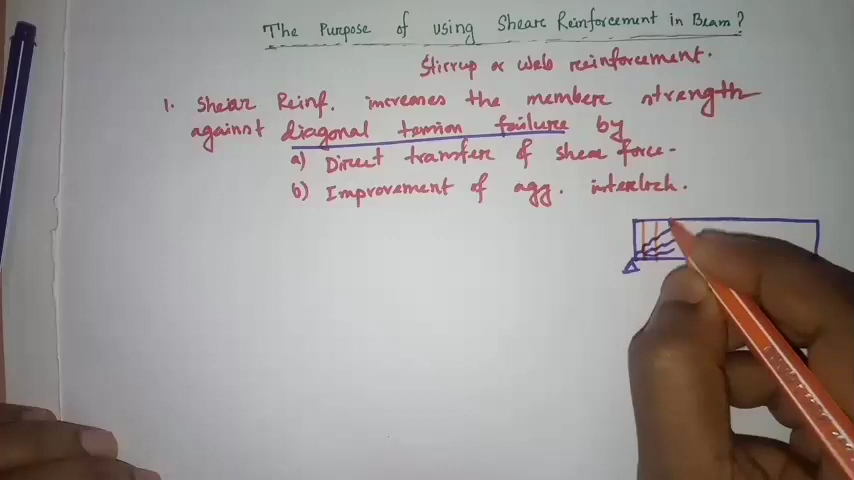 The Purpose of using Shear Reinforcement in Beam?
Stirrup or Web reinforcement.
1. Shear Reinf. increases the member strength
against diagonal tension failure by
a) Direct transfer of shear force.
b) Improvement of agg. interlock.